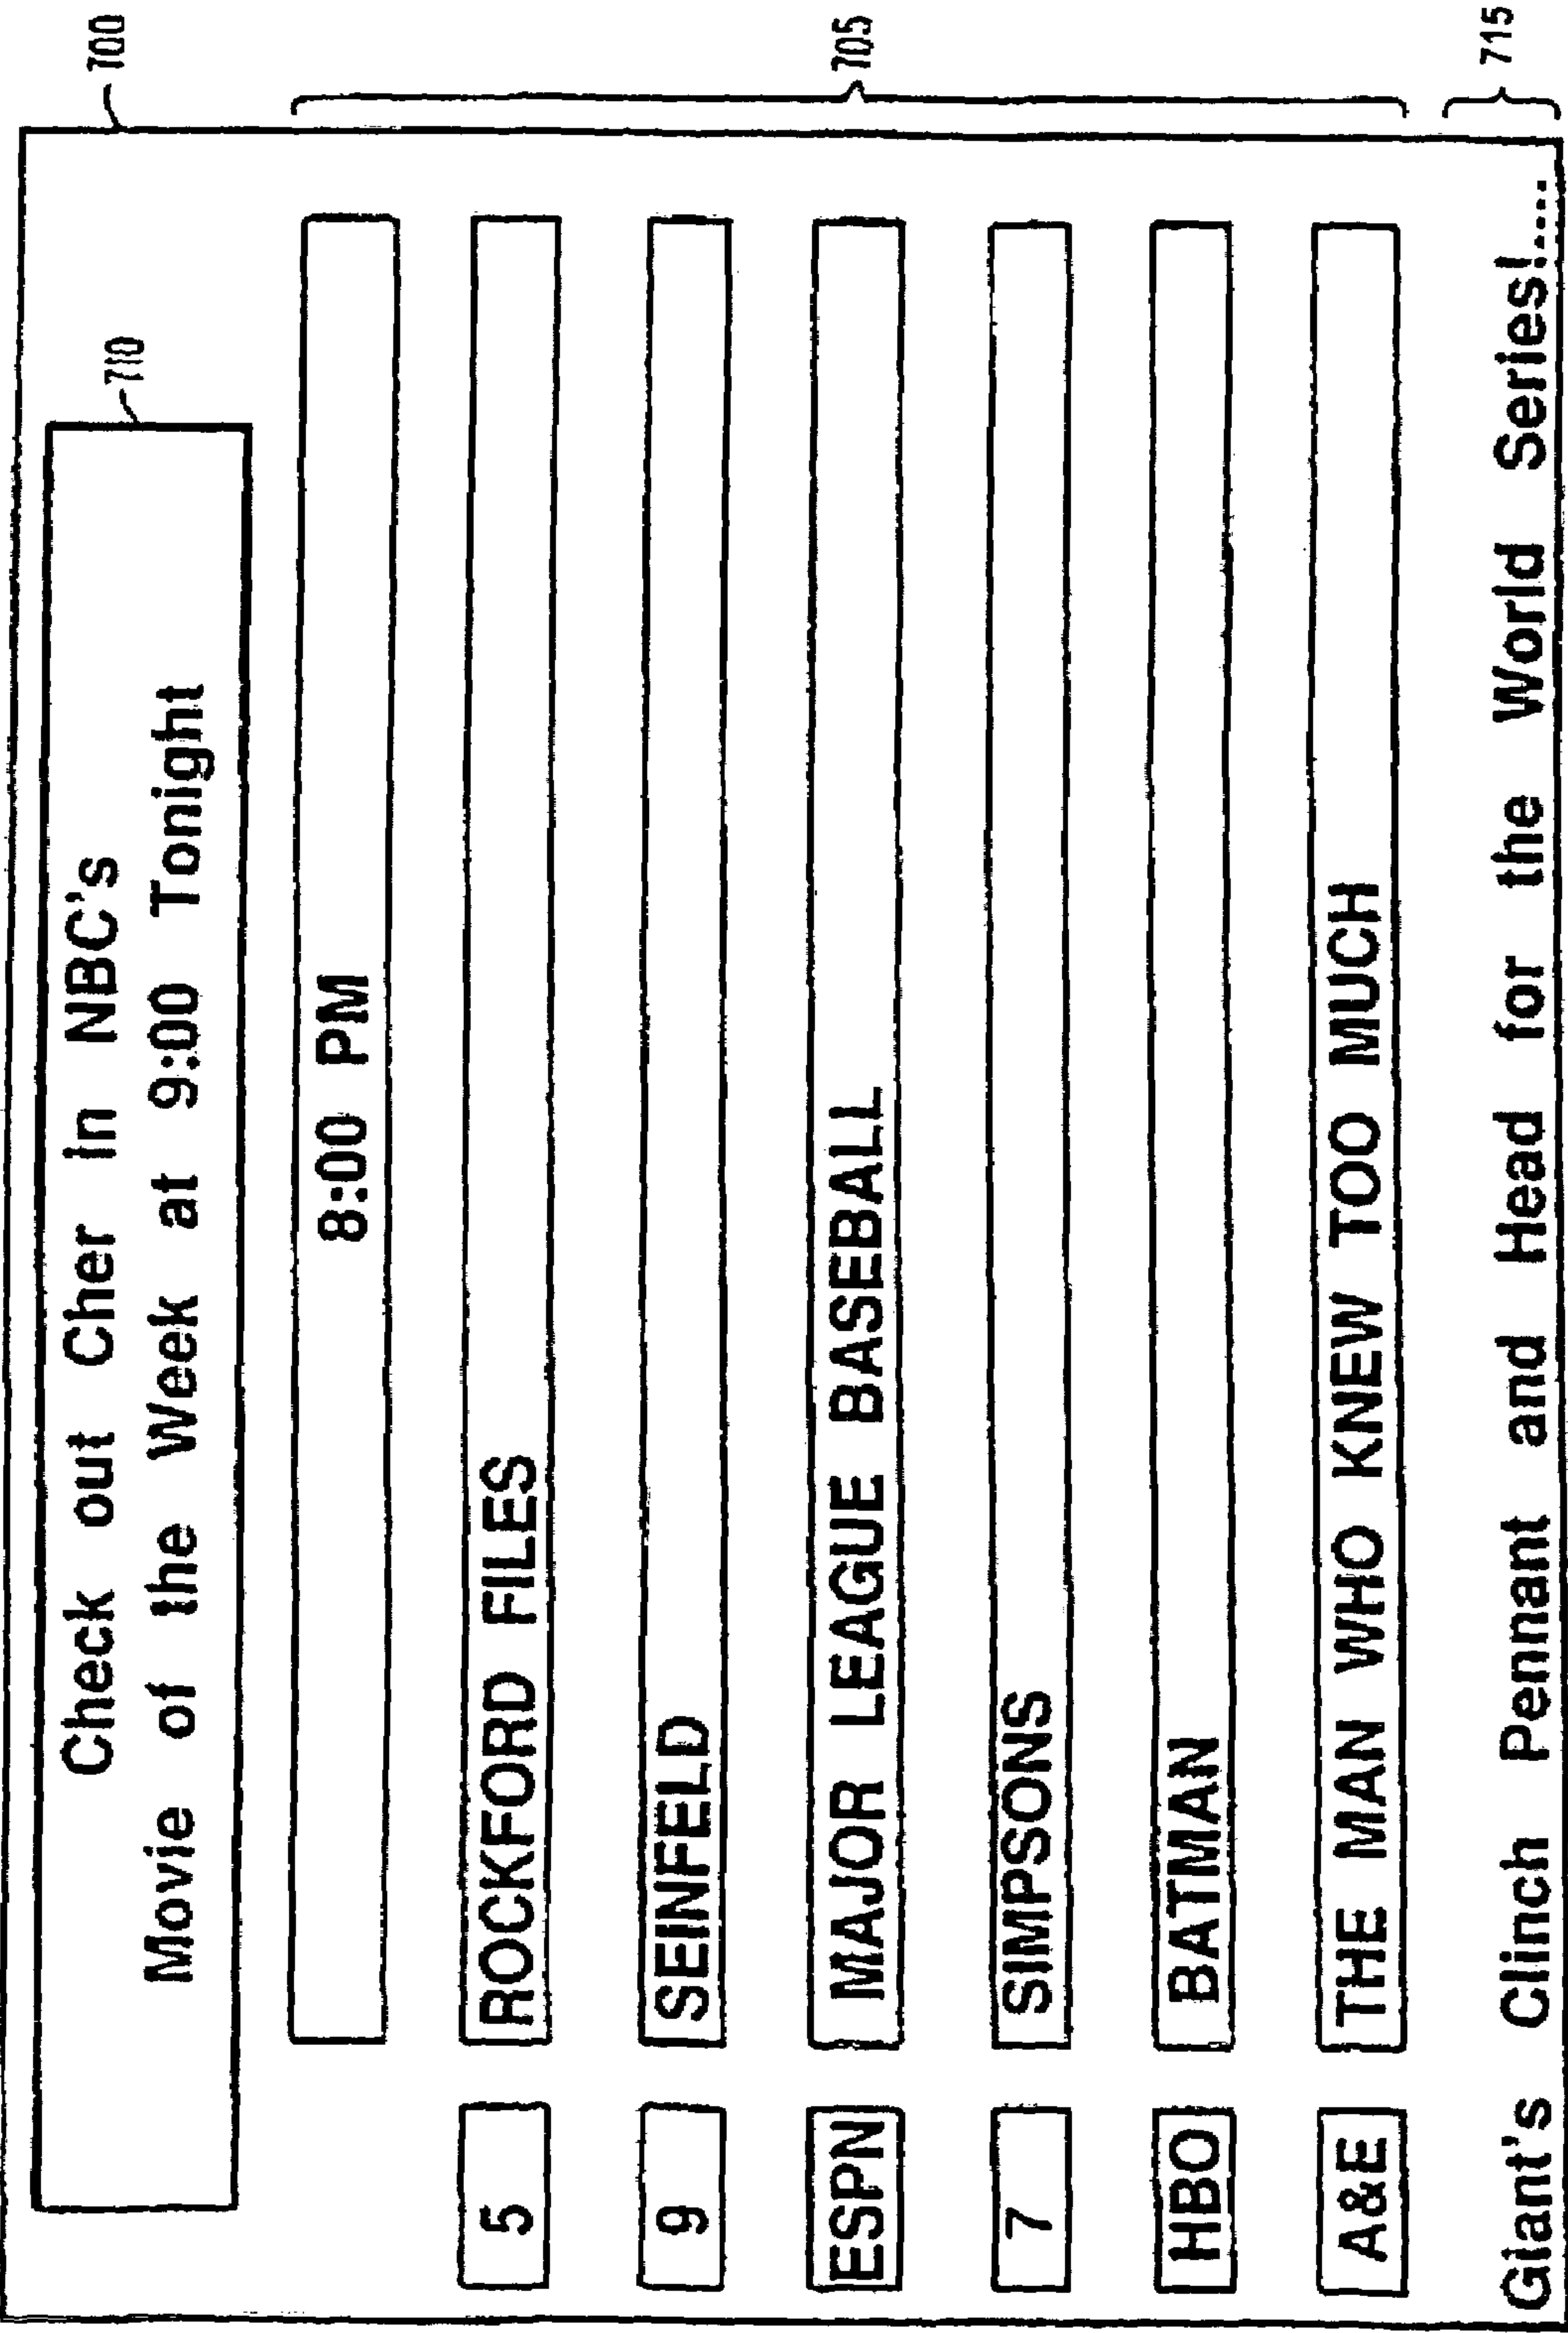 700
710
Check out Cher in NBC's
Movie of the Week at 9:00 Tonight
8:00 PM
705
5 ROCKFORD FILES
9 SEINFELD
ESPN MAJOR LEAGUE BASEBALL
7 SIMPSONS
HBO BATMAN
A&E THE MAN WHO KNEW TOO MUCH
715
Giant's Clinch Pennant and Head for the World Series!....